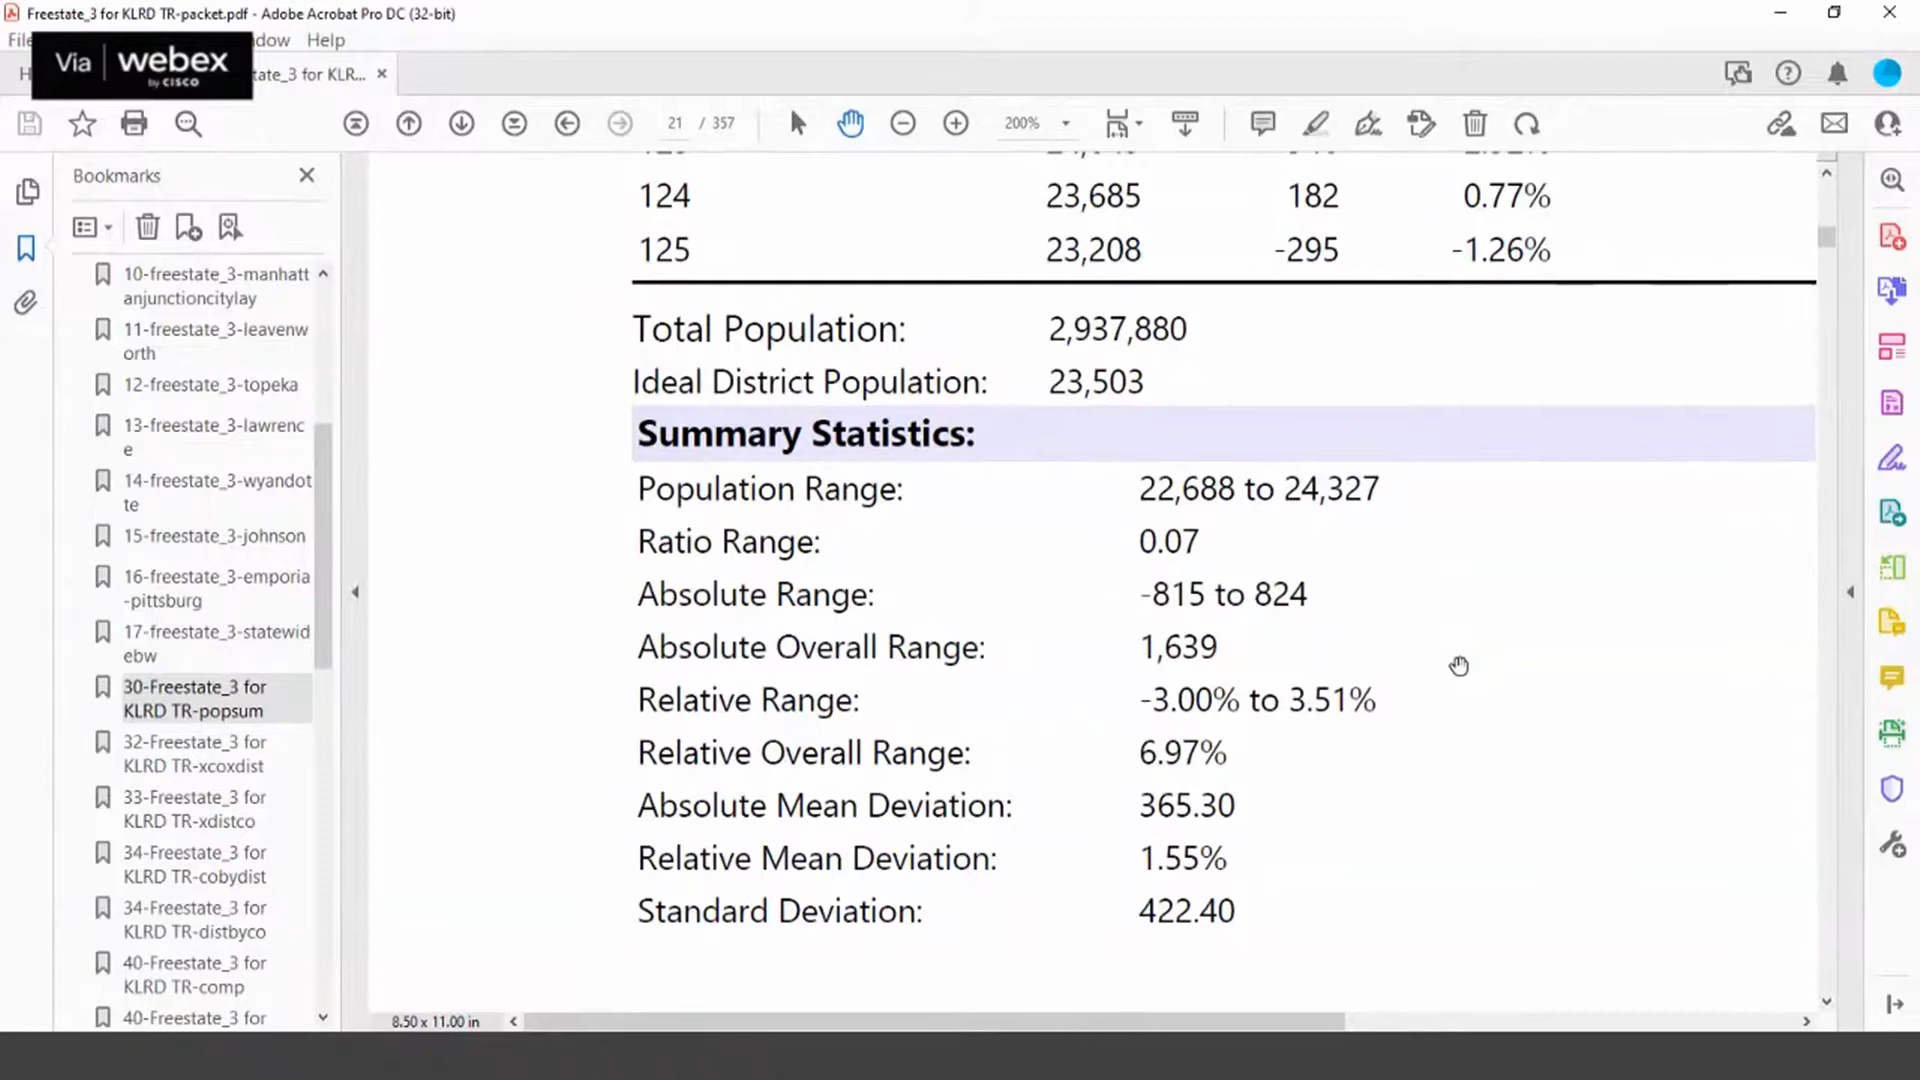 Freestate_3 for KLRD TR-packet.pdf - Adobe Acrobat Pro DC (32-bit)
Help
Via | webex
by CISCO
tate_3 for KLR... ×
21 / 357
200%
Bookmarks
10-freestate_3-manhatt
anjunctioncitylay
11-freestate_3-leavenw
orth
12-freestate_3-topeka
13-freestate_3-lawrenc
e
14-freestate_3-wyandot
te
15-freestate_3-johnson
16-freestate_3-emporia
-pittsburg
17-freestate_3-statewid
ebw
30-Freestate_3 for
KLRD TR-popsum
32-Freestate_3 for
KLRD TR-xcoxdist
33-Freestate_3 for
KLRD TR-xdistco
34-Freestate_3 for
KLRD TR-cobydist
34-Freestate_3 for
KLRD TR-distbyco
40-Freestate_3 for
KLRD TR-comp
40-Freestate_3 for
124 23,685 182 0.77%
125 23,208 -295 -1.26%
Total Population: 2,937,880
Ideal District Population: 23,503
Summary Statistics:
Population Range: 22,688 to 24,327
Ratio Range: 0.07
Absolute Range: -815 to 824
Absolute Overall Range: 1,639
Relative Range: -3.00% to 3.51%
Relative Overall Range: 6.97%
Absolute Mean Deviation: 365.30
Relative Mean Deviation: 1.55%
Standard Deviation: 422.40
8.50 x 11.00 in